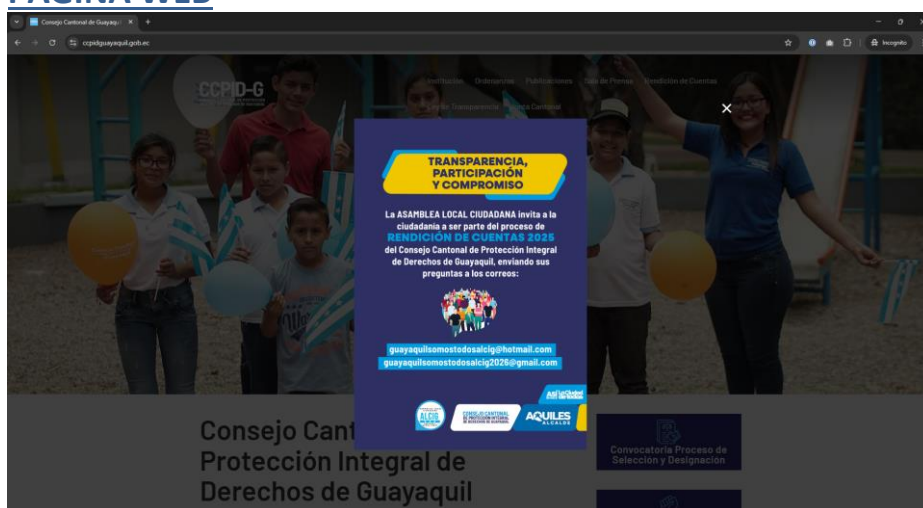 PÁGINA WEB
Consejo Cantonal de Guayaqu
ccpidguayaquil.gob.ec
Incognito
CCPID-G
Institución Ordenanzas Publicaciones Sala de Prensa Rendición de Cuentas
Cantonal
TRANSPARENCIA,
PARTICIPACIÓN
Y COMPROMISO
La ASAMBLEA LOCAL CIUDADANA invita a la
ciudadanía a ser parte del proceso de
RENDICIÓN DE CUENTAS 2025
del Consejo Cantonal de Protección Integral
de Derechos de Guayaquil, enviando sus
preguntas a los correos:
guayaquilsomostodosalcig@hotmail.com
guayaquilsomostodosalcig2026@gmail.com
ALCIG
CONSEJO CANTONAL
DE PROTECCIÓN INTEGRAL
DE DERECHOS DE GUAYAQUIL
AQUILES
ALCALDE
Consejo Cant
Protección Integral de
Derechos de Guayaquil
Convocatoria Proceso de
Selección y Designación